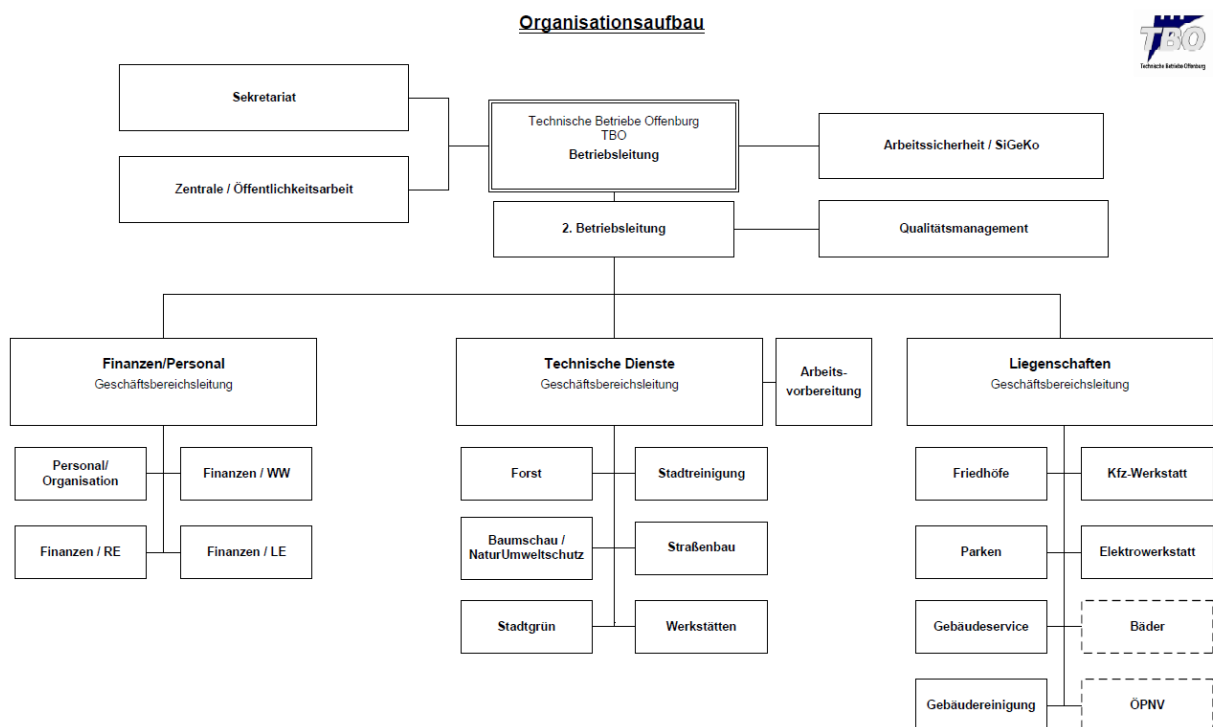 Organisationsaufbau
TBO
Technische Betriebe Offenburg
Sekretariat
Zentrale / Öffentlichkeitsarbeit
Technische Betriebe Offenburg
TBO
Betriebsleitung
Arbeitssicherheit / SiGeKo
2. Betriebsleitung
Qualitätsmanagement
Finanzen/Personal
Geschäftsbereichsleitung
Technische Dienste
Geschäftsbereichsleitung
Arbeits-
vorbereitung
Liegenschaften
Geschäftsbereichsleitung
Personal/
Organisation
Finanzen / WW
Finanzen / RE
Finanzen / LE
Forst
Stadtreinigung
Baumschau /
NaturUmweltschutz
Straßenbau
Stadtgrün
Werkstätten
Friedhöfe
Kfz-Werkstatt
Parken
Elektrowerkstatt
Gebäudeservice
Bäder
Gebäudereinigung
ÖPNV